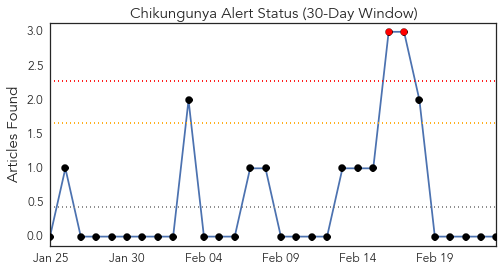 Chikungunya Alert Status (30-Day Window)
Articles Found
3.0
2.5
2.0
1.5
1.0
0.5
0.0
Jan 25 Jan 30 Feb 04 Feb 09 Feb 14 Feb 19